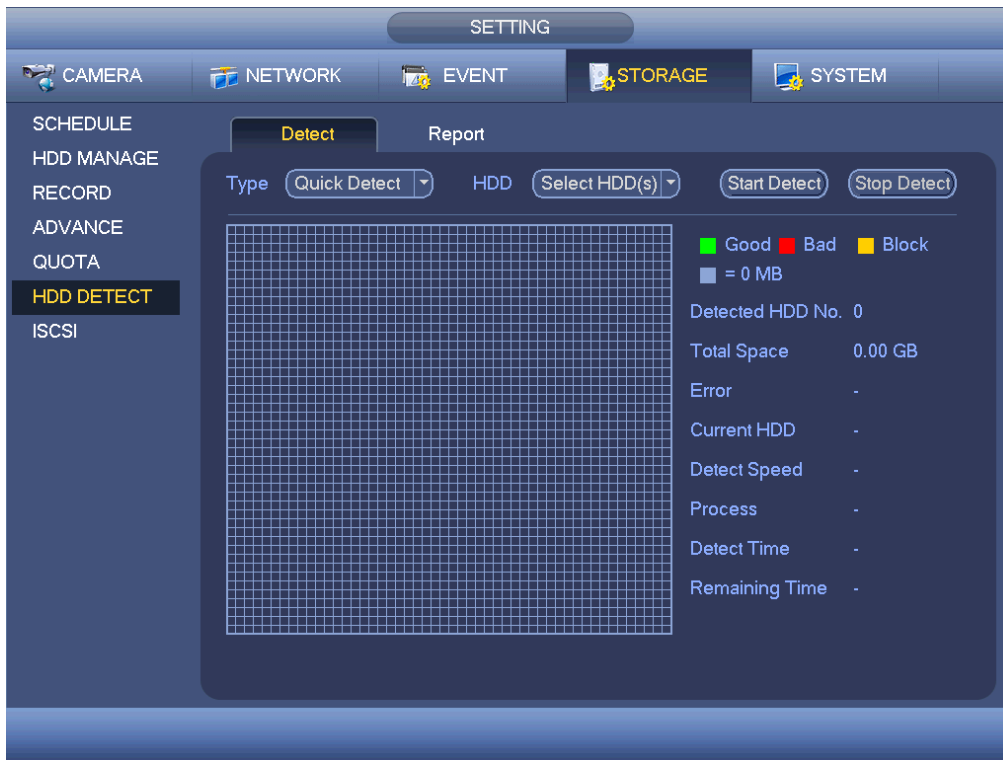 SETTING
CAMERA NETWORK EVENT STORAGE SYSTEM
SCHEDULE
HDD MANAGE
RECORD
ADVANCE
QUOTA
HDD DETECT
ISCSI
Detect Report
Type Quick Detect HDD Select HDD(s) Start Detect Stop Detect
Good Bad Block
= 0 MB
Detected HDD No. 0
Total Space 0.00 GB
Error -
Current HDD -
Detect Speed -
Process -
Detect Time -
Remaining Time -